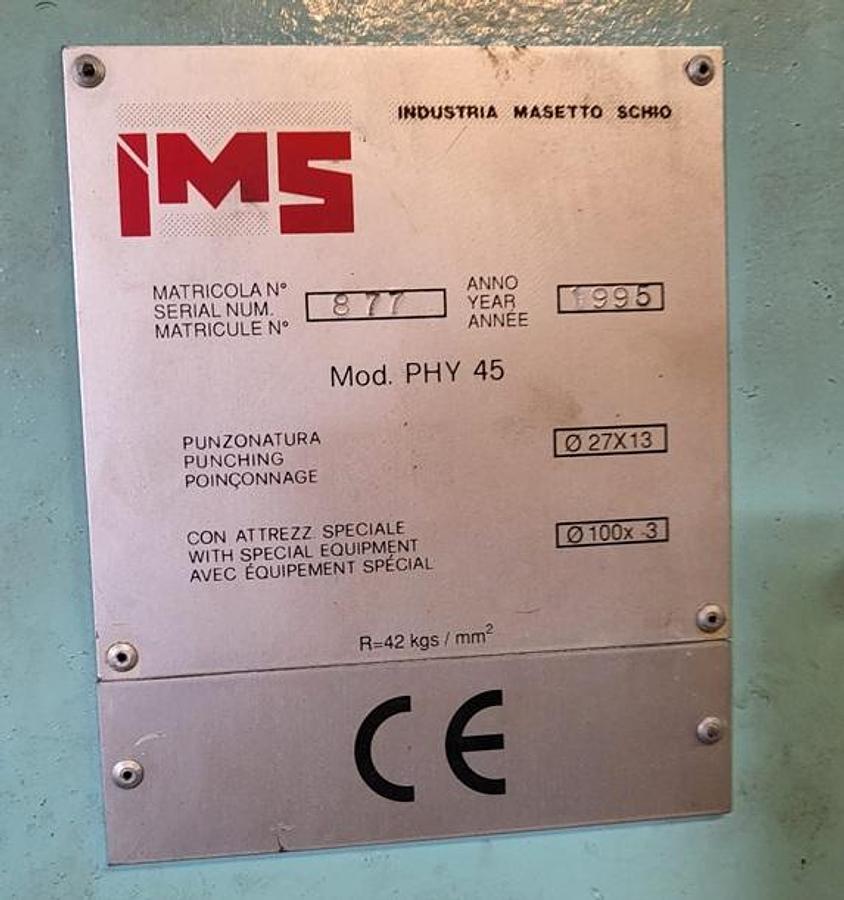 IMS
INDUSTRIA MASETTO SCHIO
MATRICOLA N°
SERIAL NUM.
MATRICULE N°
877
ANNO
YEAR
ANNÉE
1995
Mod. PHY 45
PUNZONATURA
PUNCHING
POINÇONNAGE
Ø 27X13
CON ATTREZZ. SPECIALE
WITH SPECIAL EQUIPMENT
AVEC ÉQUIPEMENT SPÉCIAL
Ø 100x 3
R=42 kgs / mm²
CE